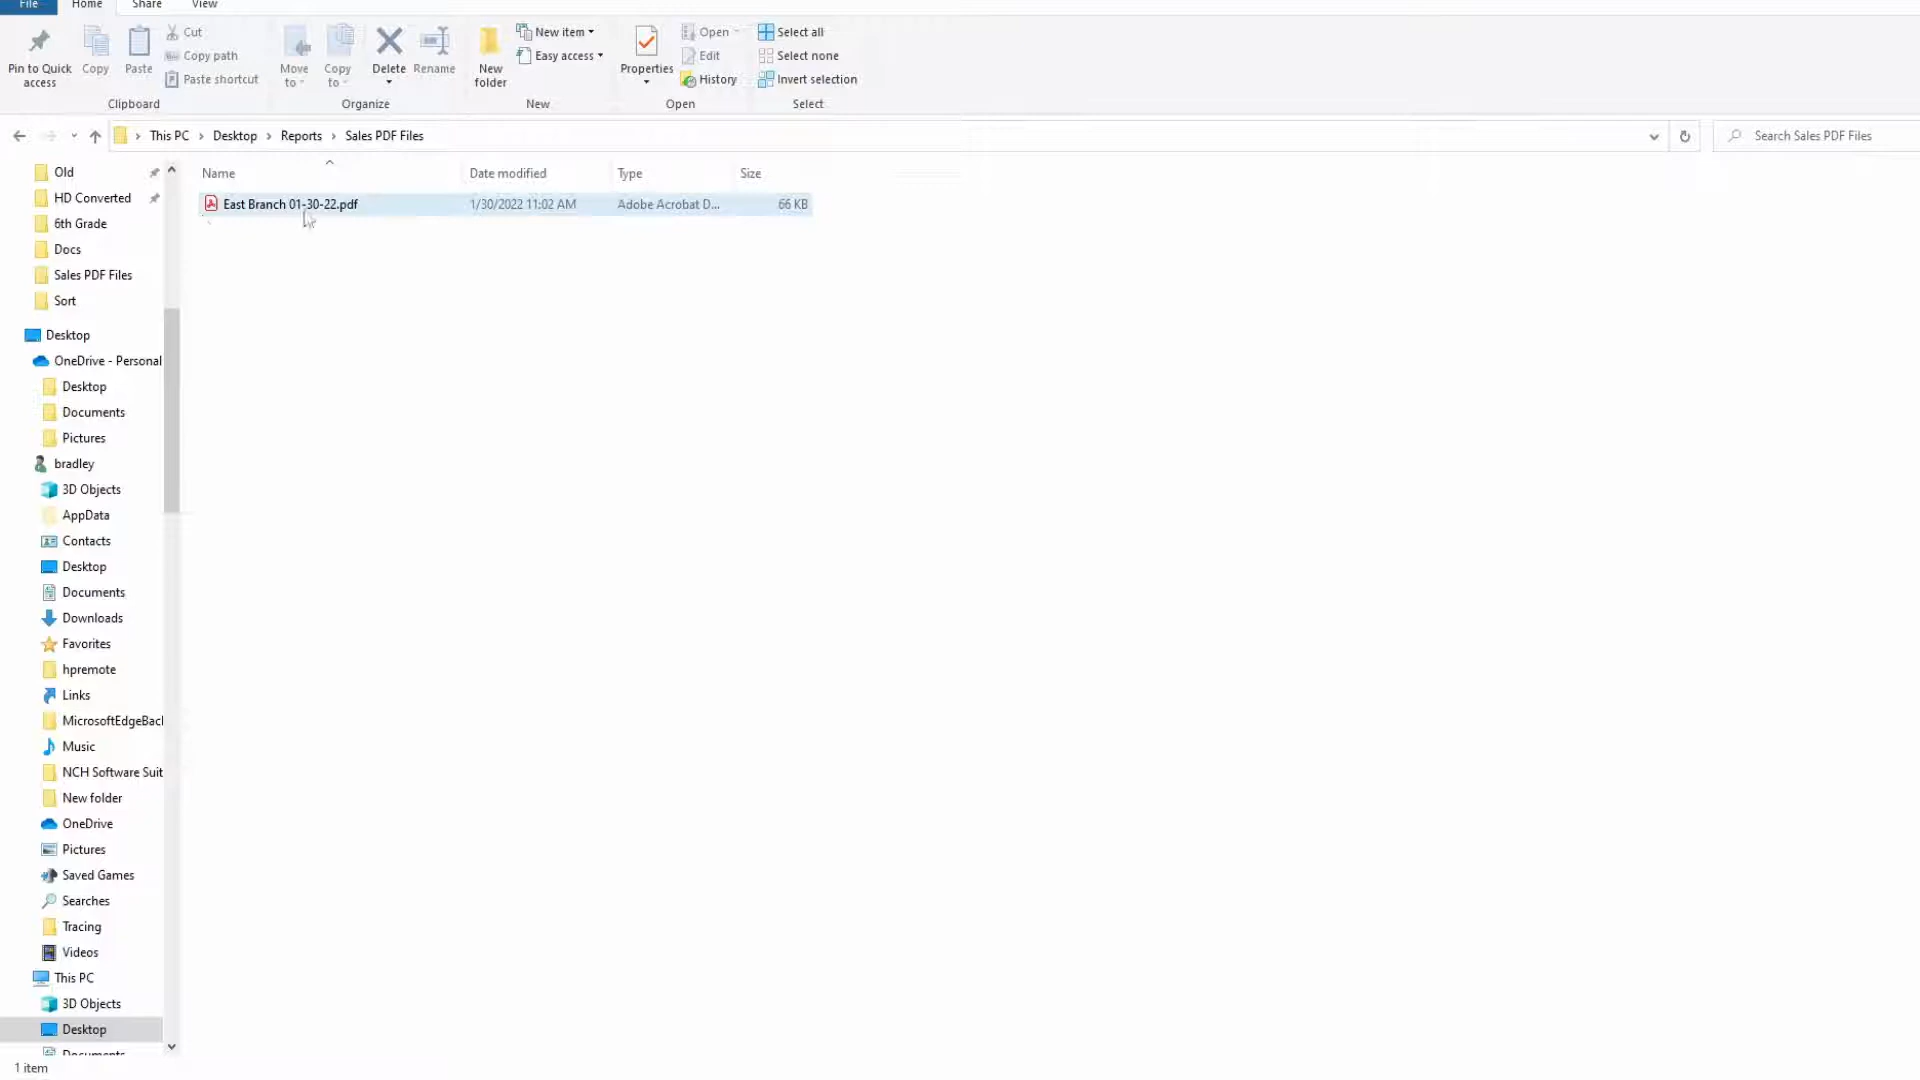 File Home Share View
Pin to Quick access
Copy
Paste
Cut
Copy path
Paste shortcut
Clipboard
Move to
Copy to
Delete
Rename
Organize
New folder
New item
Easy access
New
Properties
Open
Edit
History
Open
Select all
Select none
Invert selection
Select
This PC Desktop Reports Sales PDF Files
Search Sales PDF Files
Name Date modified Type Size
East Branch 01-30-22.pdf 1/30/2022 11:02 AM Adobe Acrobat D... 66 KB
Old
HD Converted
6th Grade
Docs
Sales PDF Files
Sort
Desktop
OneDrive - Personal
Desktop
Documents
Pictures
bradley
3D Objects
AppData
Contacts
Desktop
Documents
Downloads
Favorites
hpremote
Links
MicrosoftEdgeBacl
Music
NCH Software Suit
New folder
OneDrive
Pictures
Saved Games
Searches
Tracing
Videos
This PC
3D Objects
Desktop
Documents
1 item